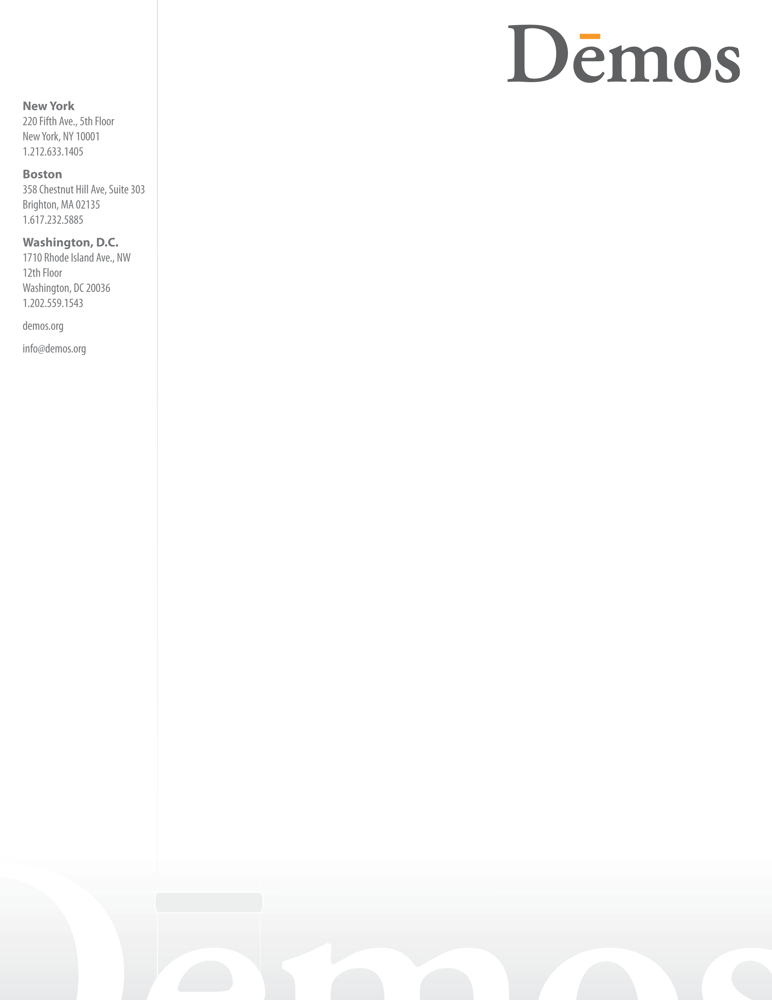 Dēmos
New York
220 Fifth Ave., 5th Floor
New York, NY 10001
1.212.633.1405
Boston
358 Chestnut Hill Ave, Suite 303
Brighton, MA 02135
1.617.232.5885
Washington, D.C.
1710 Rhode Island Ave., NW
12th Floor
Washington, DC 20036
1.202.559.1543
demos.org
info@demos.org
Dēmos